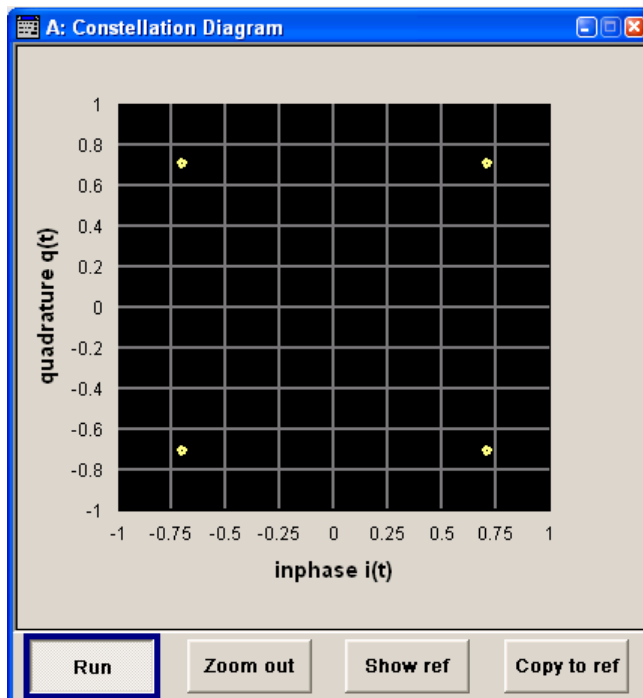 A: Constellation Diagram
1
0.8
0.6
0.4
0.2
0
-0.2
-0.4
-0.6
-0.8
-1
quadrature q(t)
-1 -0.75 -0.5 -0.25 0 0.25 0.5 0.75 1
inphase i(t)
Run Zoom out Show ref Copy to ref